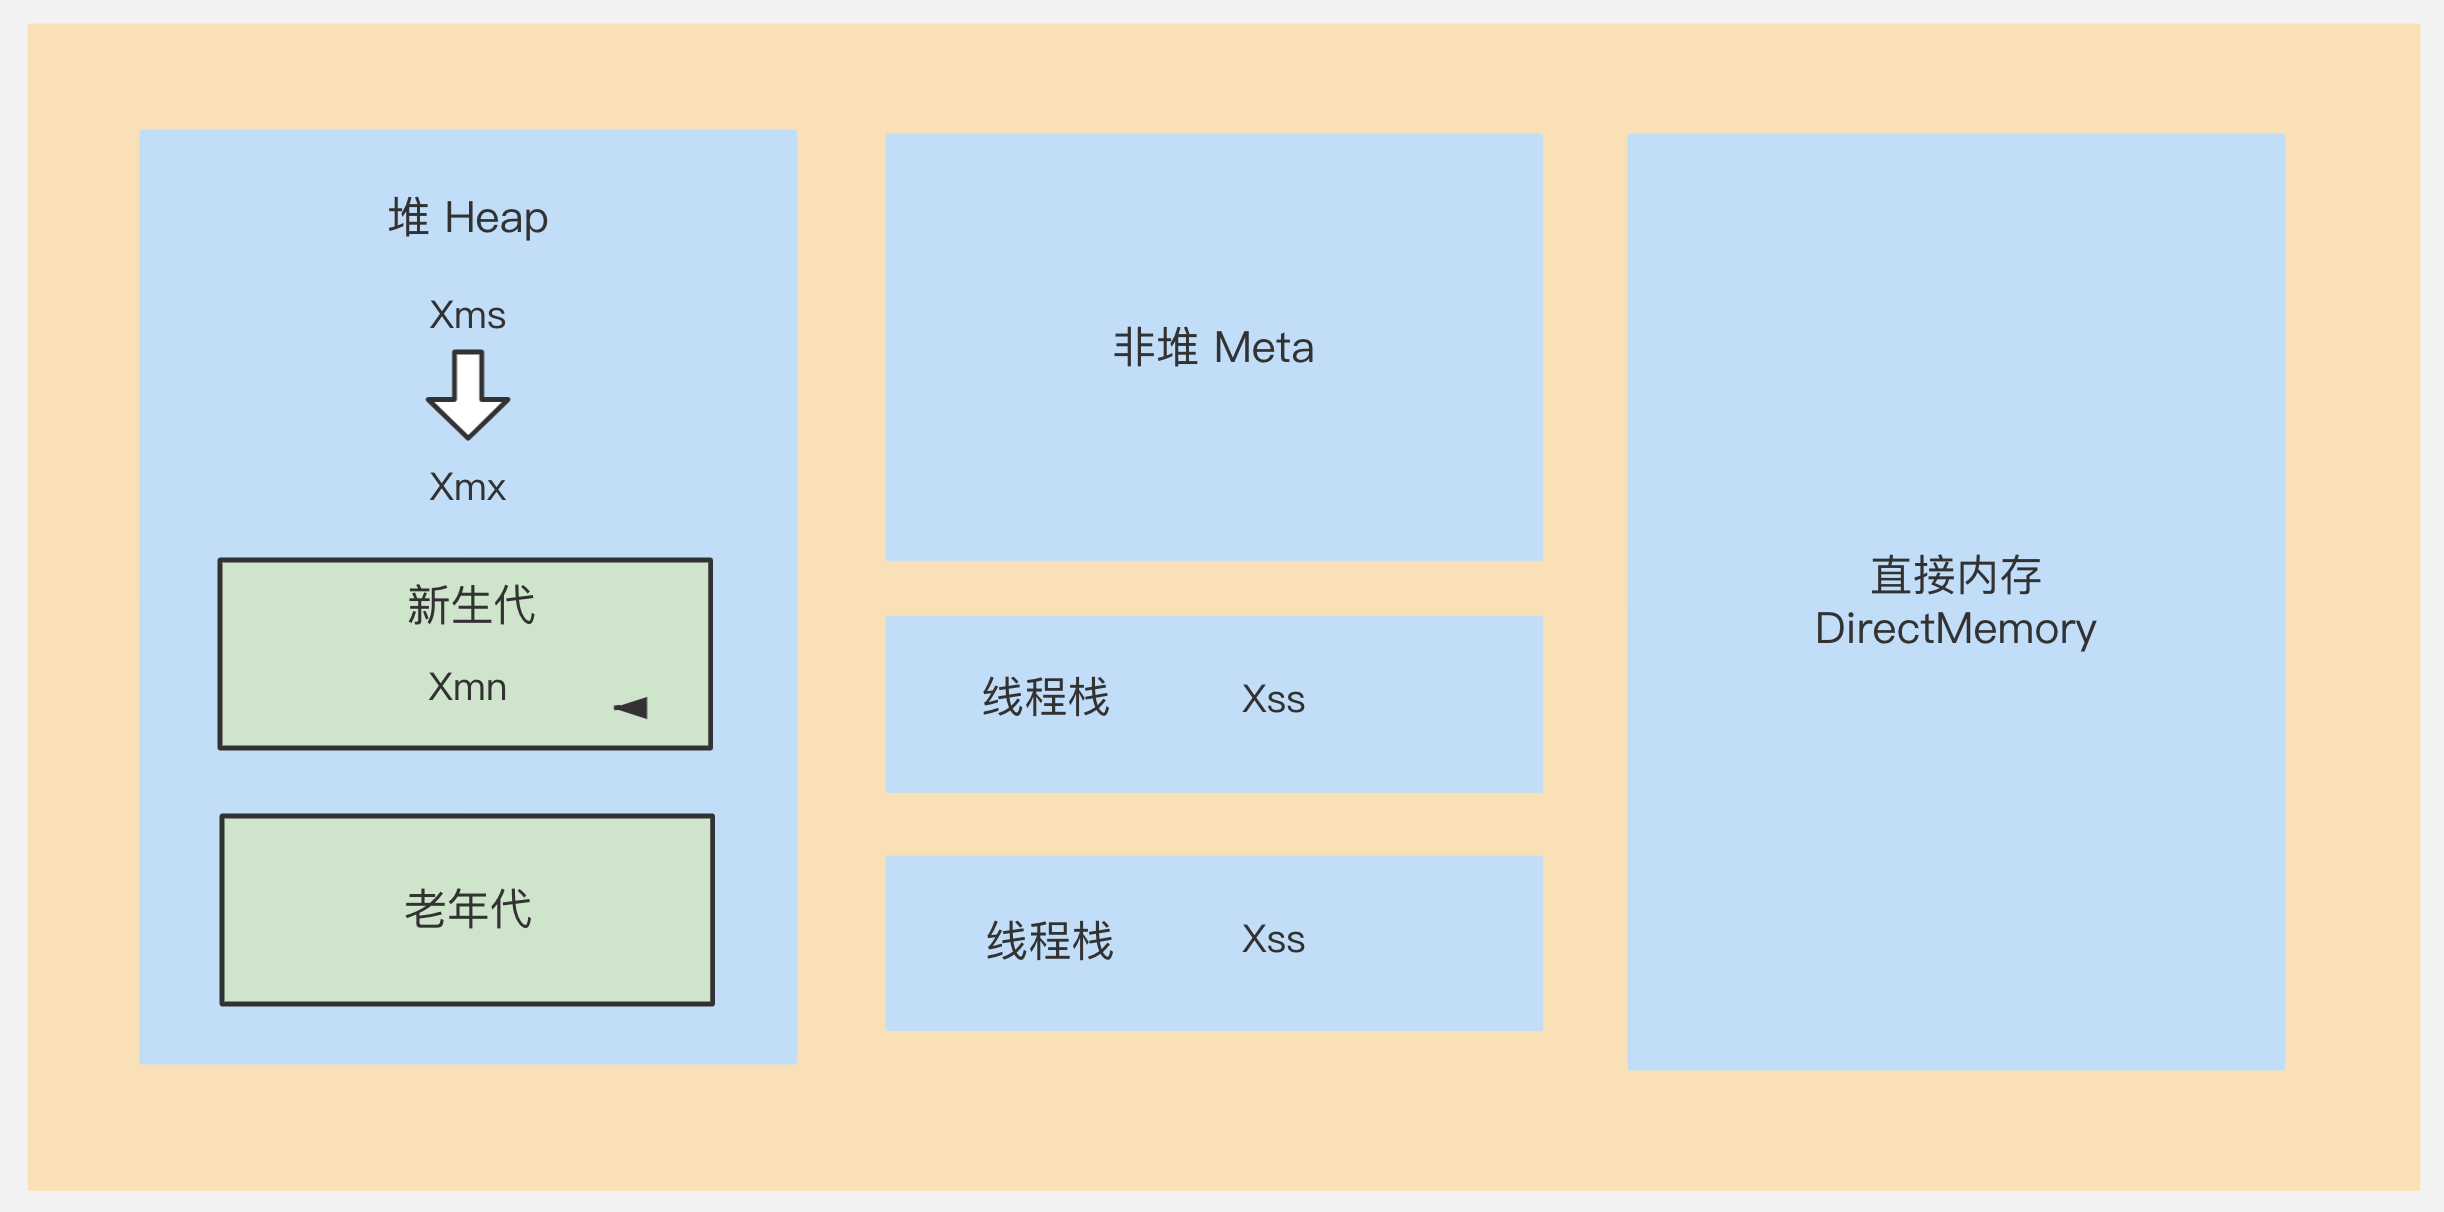 堆 Heap
Xms
Xmx
新生代
Xmn
老年代
非堆 Meta
线程栈 Xss
线程栈 Xss
直接内存
DirectMemory